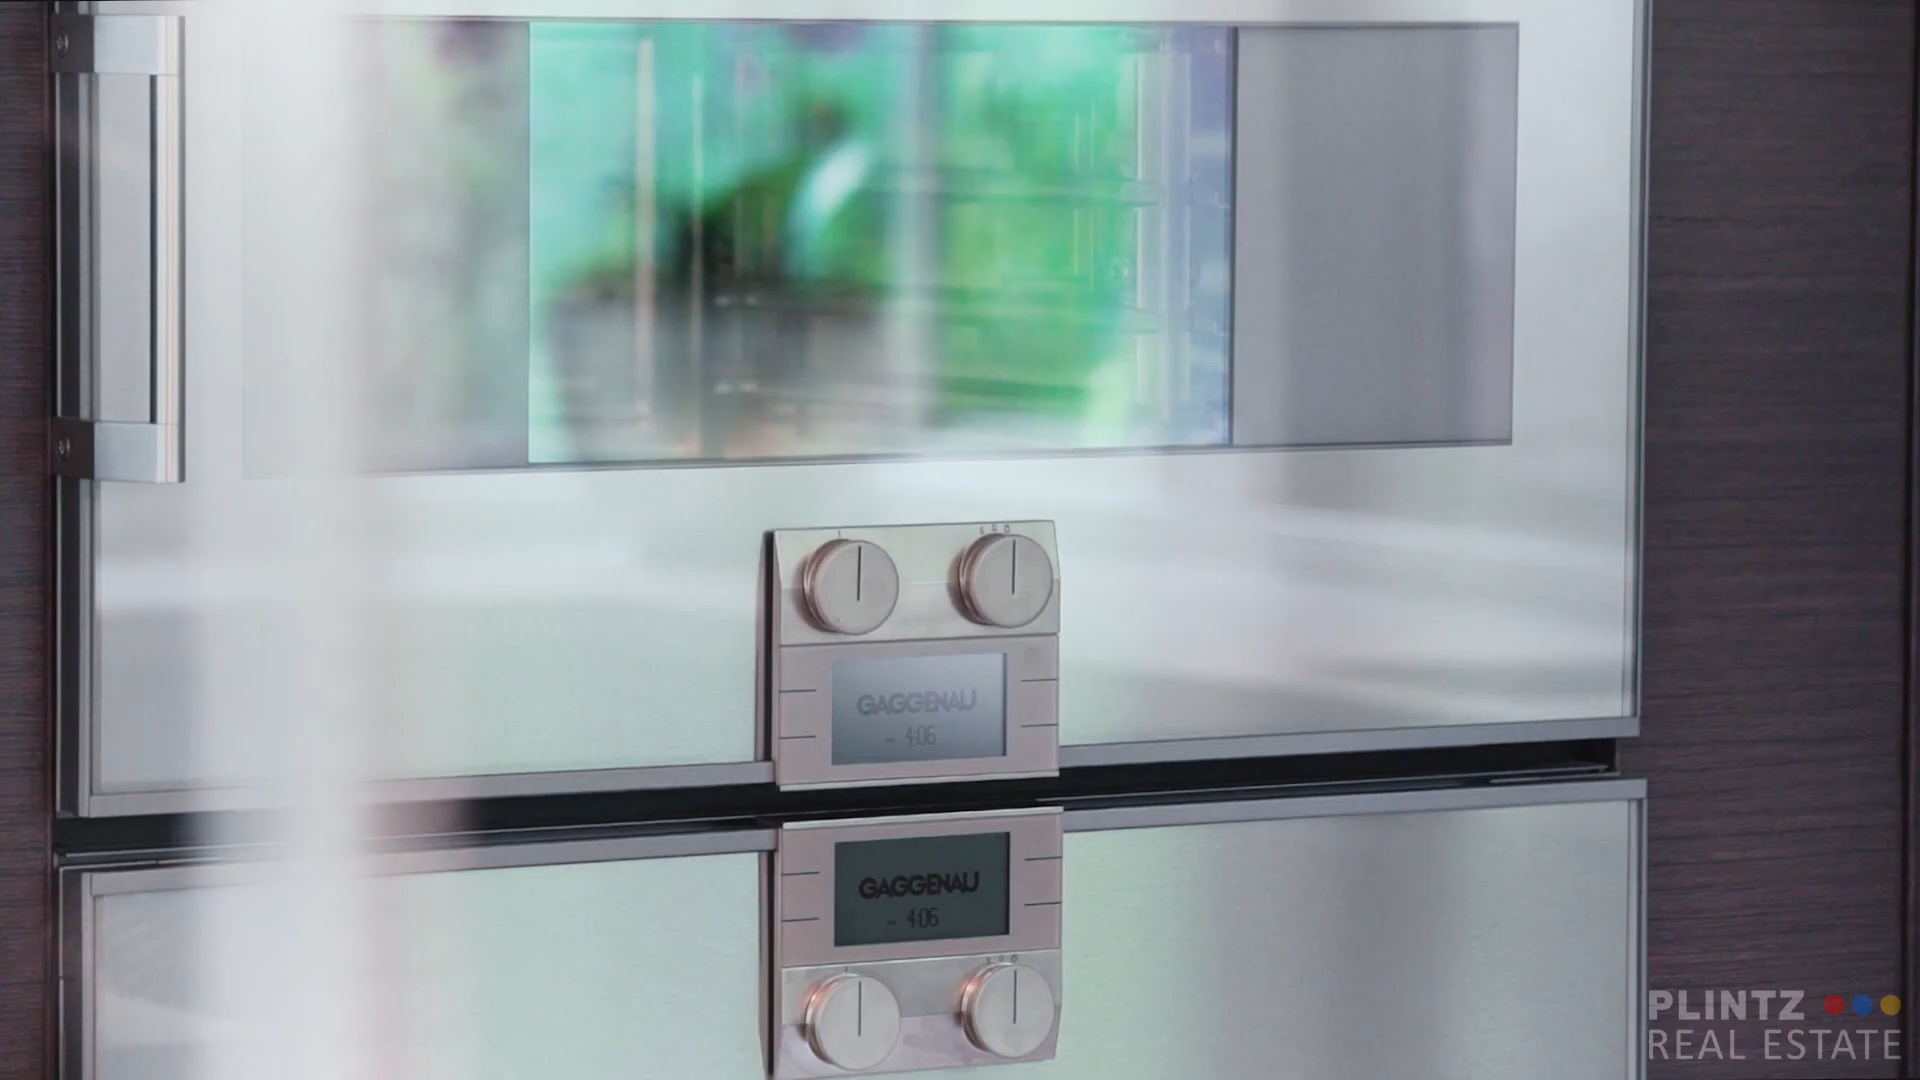 GAGGENAU
4:06
GAGGENAU
4:06
PLINTZ
REAL ESTATE